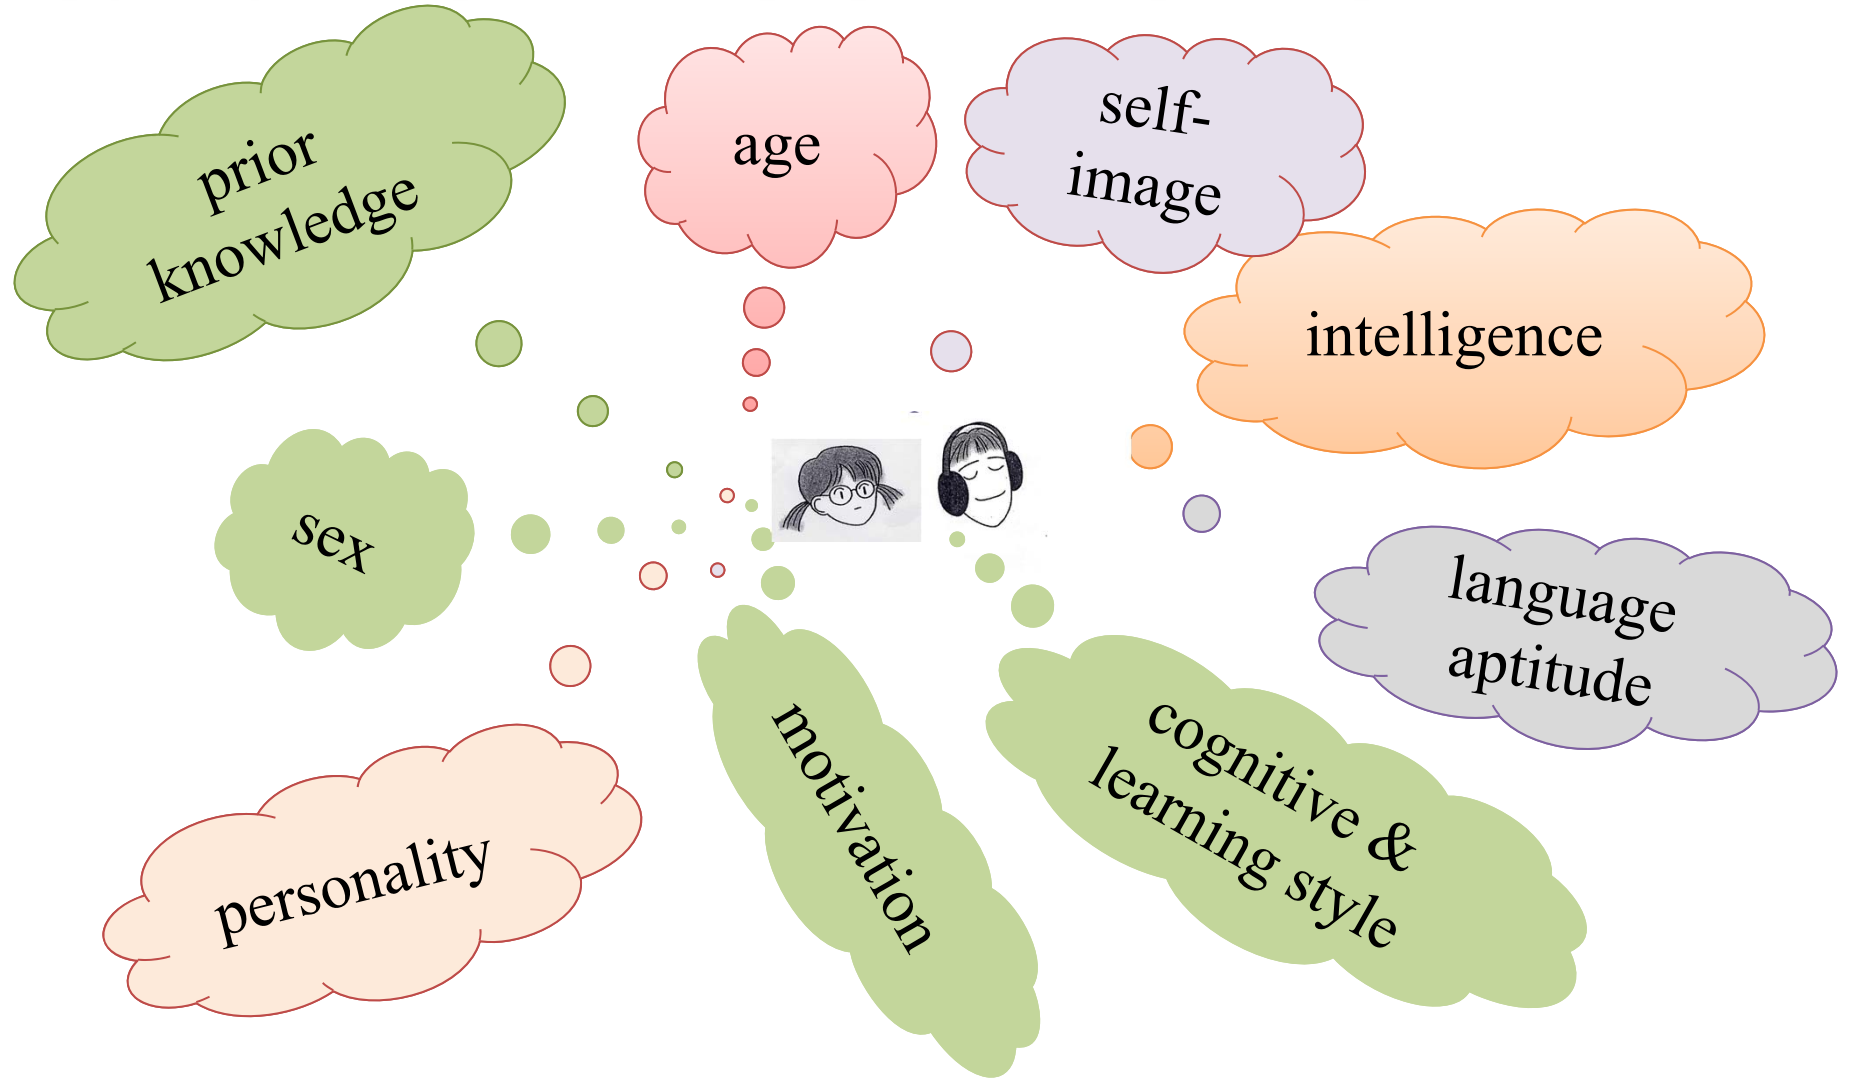 prior
knowledge
age
self-
image
intelligence
sex
language
aptitude
personality
motivation
cognitive &
learning style